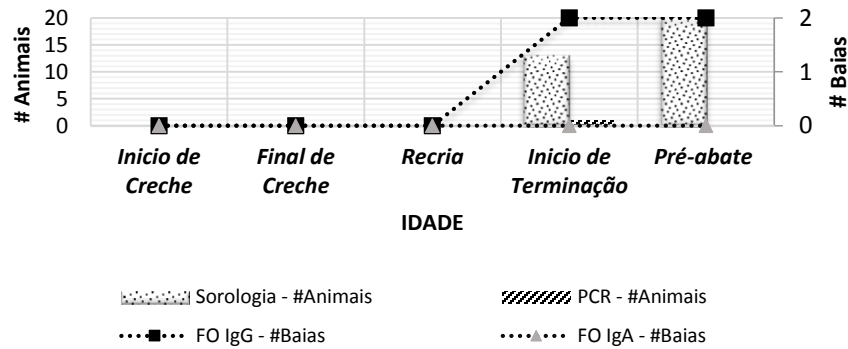 # Animais
20
15
10
5
0
2
1
0
# Baias
Inicio de Creche
Final de Creche
Recria
Inicio de Terminação
Pré-abate
IDADE
Sorologia - #Animais
PCR - #Animais
FO IgG - #Baias
FO IgA - #Baias